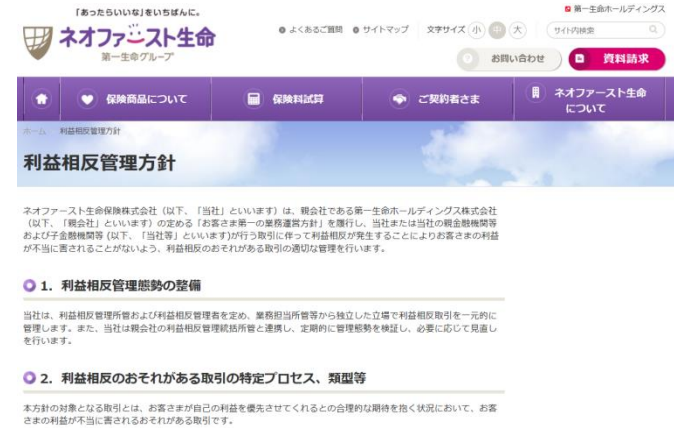 「あったらいいな」をいちばんに。
ネオファースト生命
第一生命グループ
よくあるご質問 サイトマップ 文字サイズ 小 中 大
第一生命ホールディングス
サイト内検索
お問い合わせ 資料請求
保険商品について 保険料試算 ご契約者さま ネオファースト生命について
ホーム 利益相反管理方針
利益相反管理方針
ネオファースト生命保険株式会社（以下、「当社」といいます）は、親会社である第一生命ホールディングス株式会社
（以下、「親会社」といいます）の定める「お客さま第一の業務運営方針」を履行し、当社または当社の親金融機関等
および子金融機関等 (以下、「当社等」といいます)が行う取引に伴って利益相反が発生することによりお客さまの利益
が不当に害されることがないよう、利益相反のおそれがある取引の適切な管理を行います。
1．利益相反管理態勢の整備
当社は、利益相反管理所管および利益相反管理者を定め、業務担当所管等から独立した立場で利益相反取引を一元的に
管理します。また、当社は親会社の利益相反管理統括所管と連携し、定期的に管理態勢を検証し、必要に応じて見直し
を行います。
2．利益相反のおそれがある取引の特定プロセス、類型等
本方針の対象となる取引とは、お客さまが自己の利益を優先させてくれるとの合理的な期待を抱く状況において、お客
さまの利益が不当に害されるおそれがある取引です。